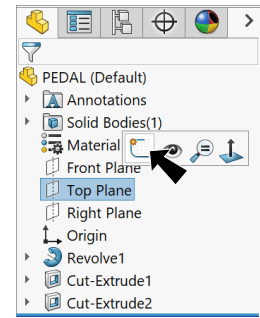 PEDAL (Default)
Annotations
Solid Bodies(1)
Material
Front Plane
Top Plane
Right Plane
Origin
Revolve1
Cut-Extrude1
Cut-Extrude2